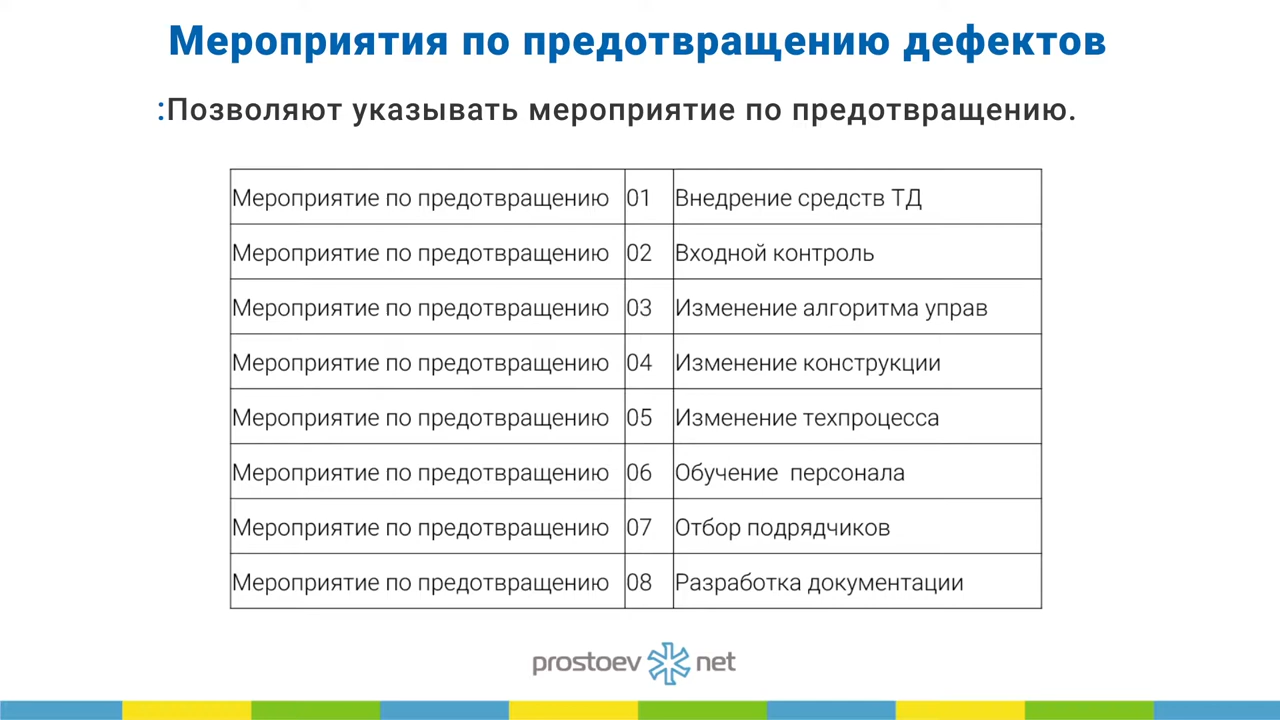 Мероприятия по предотвращению дефектов
:Позволяют указывать мероприятие по предотвращению.
Мероприятие по предотвращению 01 Внедрение средств ТД
Мероприятие по предотвращению 02 Входной контроль
Мероприятие по предотвращению 03 Изменение алгоритма управ
Мероприятие по предотвращению 04 Изменение конструкции
Мероприятие по предотвращению 05 Изменение техпроцесса
Мероприятие по предотвращению 06 Обучение  персонала
Мероприятие по предотвращению 07 Отбор подрядчиков
Мероприятие по предотвращению 08 Разработка документации
prostoev net